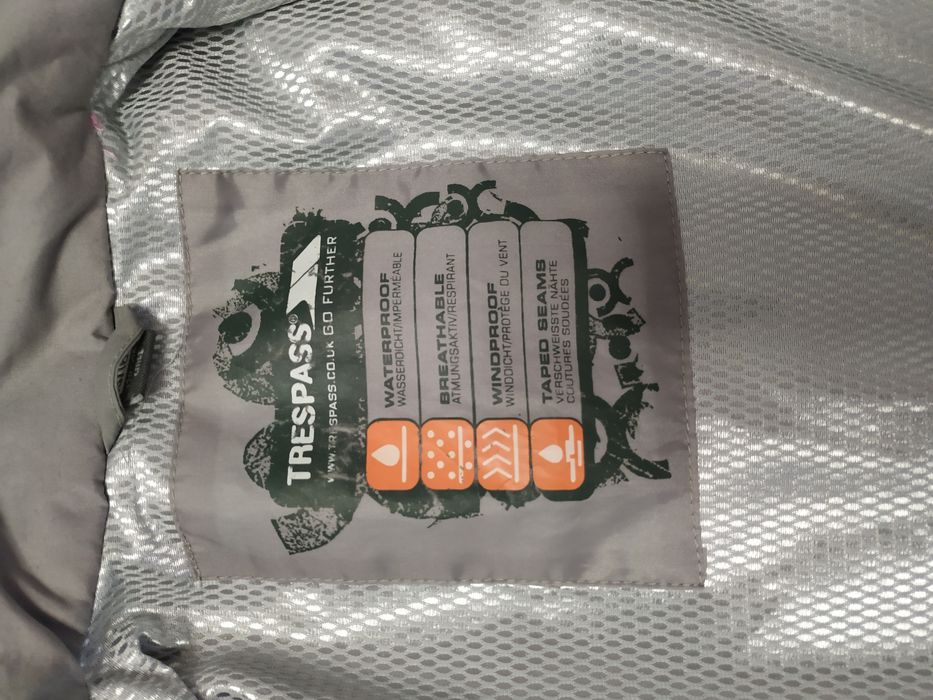 TRESPASS®
WWW.TRESPASS.CO.UK GO FURTHER
WATERPROOF
WASSERDICHT/IMPERMÉABLE
BREATHABLE
ATMUNGSAKTIV/RESPIRANT
WINDPROOF
WINDDICHT/PROTÈGE DU VENT
TAPED SEAMS
VERSCHWEISSTE NÄHTE
COUTURES SOUDÉES